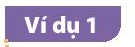 Ví dụ 1